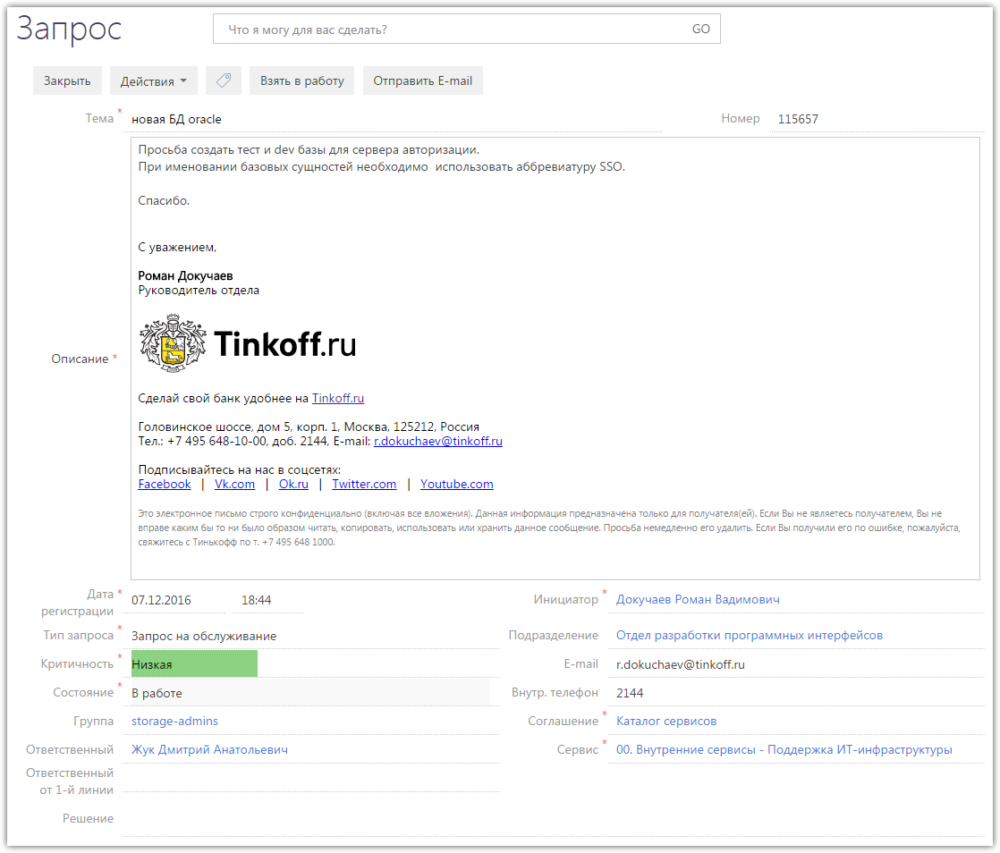 Запрос
Что я могу для вас сделать? GO
Закрыть Действия Взять в работу Отправить E-mail
Тема * новая БД oracle Номер 115657
Просьба создать тест и dev базы для сервера авторизации.
При именовании базовых сущностей необходимо использовать аббревиатуру SSO.
Спасибо.
С уважением,
Роман Докучаев
Руководитель отдела
Tinkoff.ru
Описание *
Сделай свой банк удобнее на Tinkoff.ru
Головинское шоссе, дом 5, корп. 1, Москва, 125212, Россия
Тел.: +7 495 648-10-00, доб. 2144, E-mail: r.dokuchaev@tinkoff.ru
Подписывайтесь на нас в соцсетях:
Facebook | Vk.com | Ok.ru | Twitter.com | Youtube.com
Это электронное письмо строго конфиденциально (включая все вложения). Данная информация предназначена только для получателя(ей). Если Вы не являетесь получателем, Вы не
вправе каким бы то ни было образом читать, копировать, использовать или хранить данное сообщение. Просьба немедленно его удалить. Если Вы получили его по ошибке, пожалуйста,
свяжитесь с Тинькофф по т. +7 495 648 1000.
Дата * регистрации 07.12.2016 18:44 Инициатор * Докучаев Роман Вадимович
Тип запроса * Запрос на обслуживание Подразделение Отдел разработки программных интерфейсов
Критичность * Низкая E-mail r.dokuchaev@tinkoff.ru
Состояние * В работе Внутр. телефон 2144
Группа storage-admins Соглашение * Каталог сервисов
Ответственный Жук Дмитрий Анатольевич Сервис * 00. Внутренние сервисы - Поддержка ИТ-инфраструктуры
Ответственный
от 1-й линии
Решение